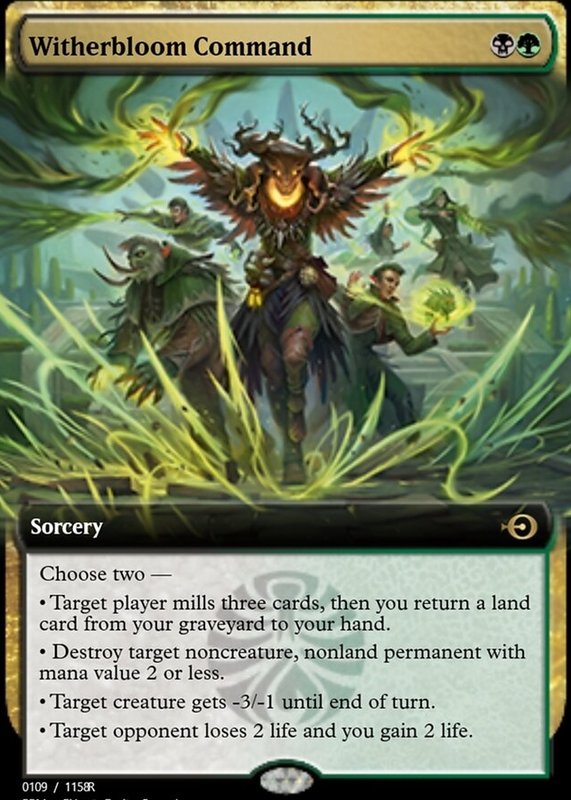 Witherbloom Command
Sorcery
Choose two —
• Target player mills three cards, then you return a land
card from your graveyard to your hand.
• Destroy target noncreature, nonland permanent with
mana value 2 or less.
• Target creature gets -3/-1 until end of turn.
• Target opponent loses 2 life and you gain 2 life.
0109 / 1158R